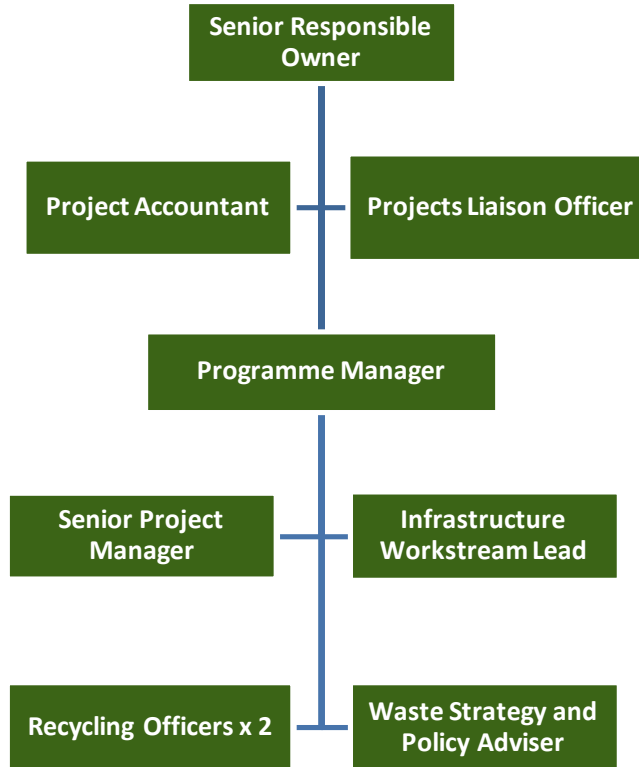 Senior Responsible
Owner
Project Accountant
Projects Liaison Officer
Programme Manager
Senior Project
Manager
Infrastructure
Workstream Lead
Recycling Officers x 2
Waste Strategy and
Policy Adviser